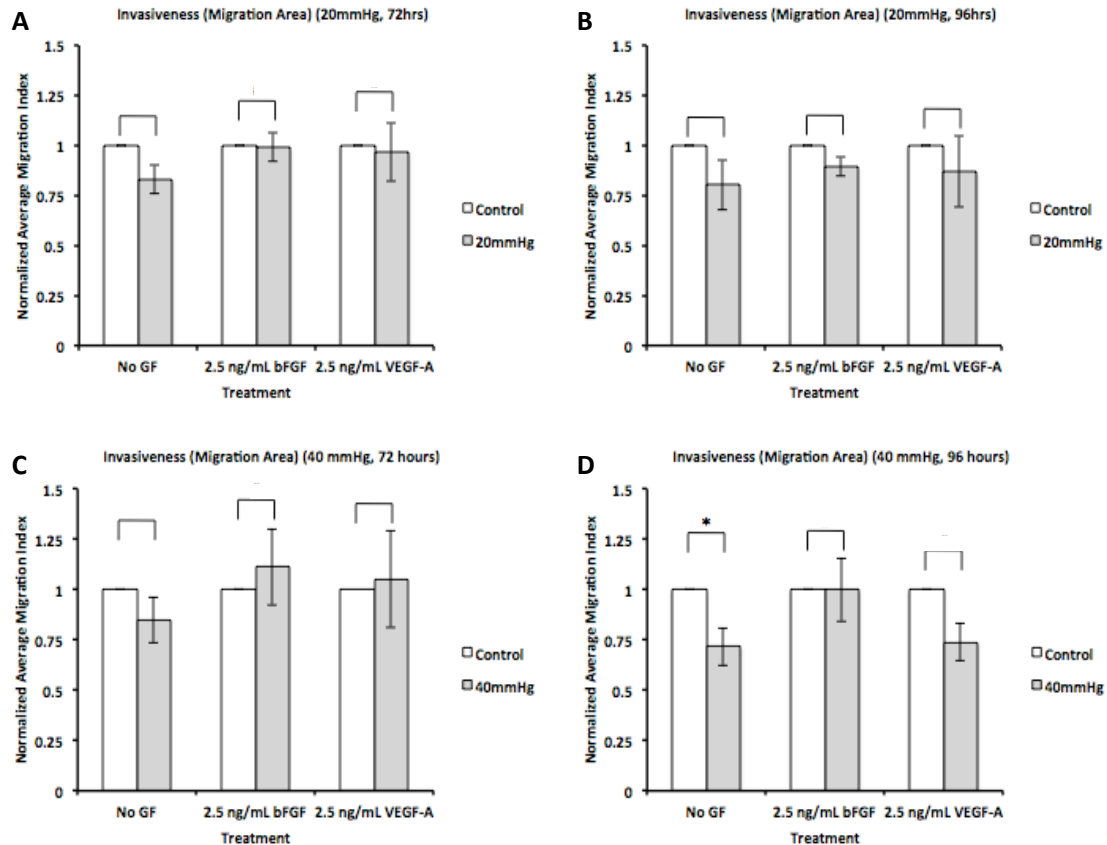 A
Invasiveness (Migration Area) (20mmHg, 72hrs)
Normalized Average Migration Index
1.5
1.25
1
0.75
0.5
0.25
0
No GF
2.5 ng/mL bFGF
2.5 ng/mL VEGF-A
Treatment
Control
20mmHg
B
Invasiveness (Migration Area) (20mmHg, 96hrs)
Normalized Average Migration Index
1.5
1.25
1
0.75
0.5
0.25
0
No GF
2.5 ng/mL bFGF
2.5 ng/mL VEGF-A
Treatment
Control
20mmHg
C
Invasiveness (Migration Area) (40 mmHg, 72 hours)
Normalized Average Migration Index
1.5
1.25
1
0.75
0.5
0.25
0
No GF
2.5 ng/mL bFGF
2.5 ng/mL VEGF-A
Treatment
Control
40mmHg
D
Invasiveness (Migration Area) (40 mmHg, 96 hours)
Normalized Average Migration Index
1.5
1.25
1
0.75
0.5
0.25
0
*
No GF
2.5 ng/mL bFGF
2.5 ng/mL VEGF-A
Treatment
Control
40mmHg